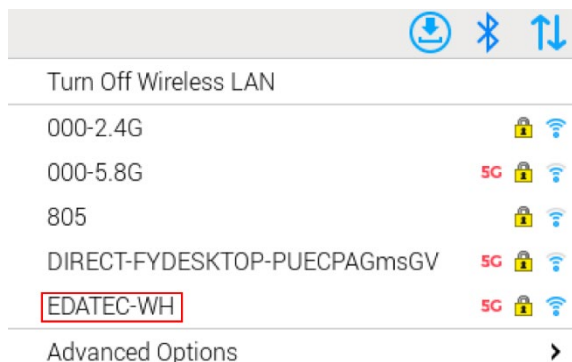 Turn Off Wireless LAN
000-2.4G
000-5.8G 5G
805
DIRECT-FYDESKTOP-PUECPAGmsGV 5G
EDATEC-WH 5G
Advanced Options